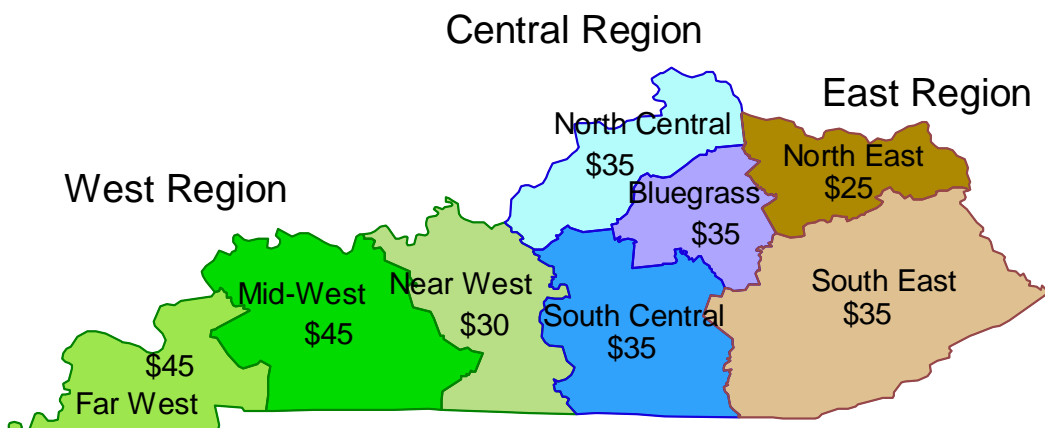 Central Region
East Region
West Region
North Central
$35
North East
$25
Bluegrass
$35
South East
$35
Near West
$30
Mid-West
$45
South Central
$35
$45
Far West